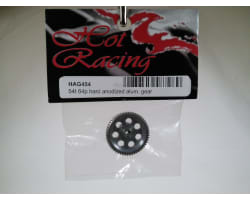 Hot
Racing
HAG454
54t 64p hard anodized alum. gear